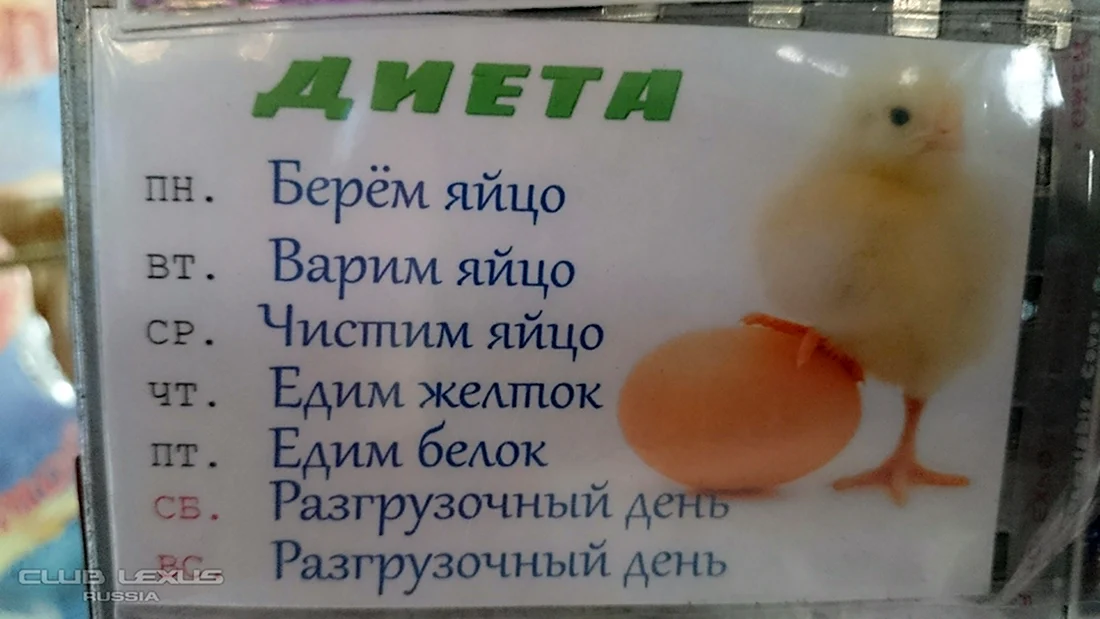 ДИЕТА
ПН. Берём яйцо
ВТ. Варим яйцо
СР. Чистим яйцо
ЧТ. Едим желток
ПТ. Едим белок
СБ. Разгрузочный день
ВС. Разгрузочный день
CLUB LEXUS
RUSSIA